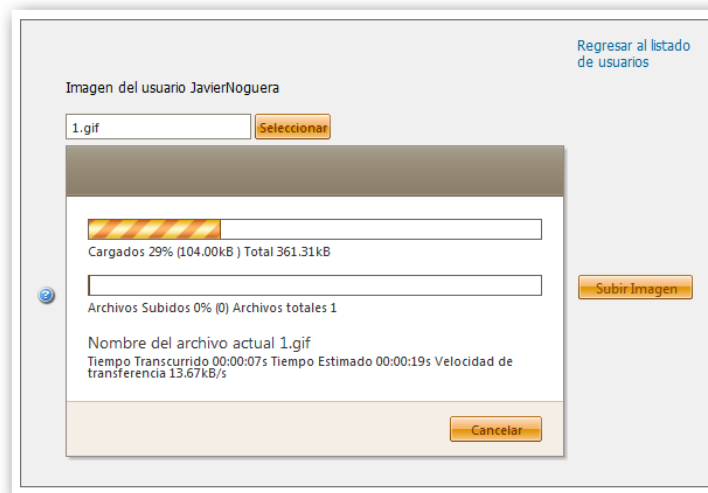 Regresar al listado
de usuarios
Imagen del usuario JavierNoguera
1.gif
Seleccionar
Cargados 29% (104.00kB ) Total 361.31kB
Archivos Subidos 0% (0) Archivos totales 1
Subir Imagen
Nombre del archivo actual 1.gif
Tiempo Transcurrido 00:00:07s Tiempo Estimado 00:00:19s Velocidad de
transferencia 13.67kB/s
Cancelar